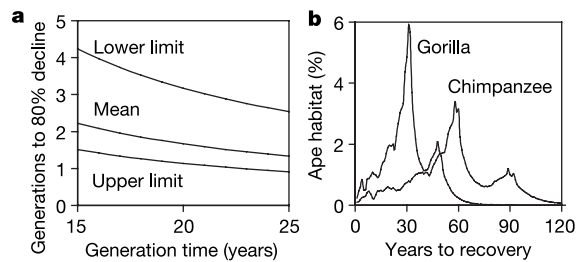 a
Generations to 80% decline
5
4
3
2
1
0
Lower limit
Mean
Upper limit
15
20
25
Generation time (years)
b
Ape habitat (%)
6
4
2
0
Gorilla
Chimpanzee
0
30
60
90
120
Years to recovery